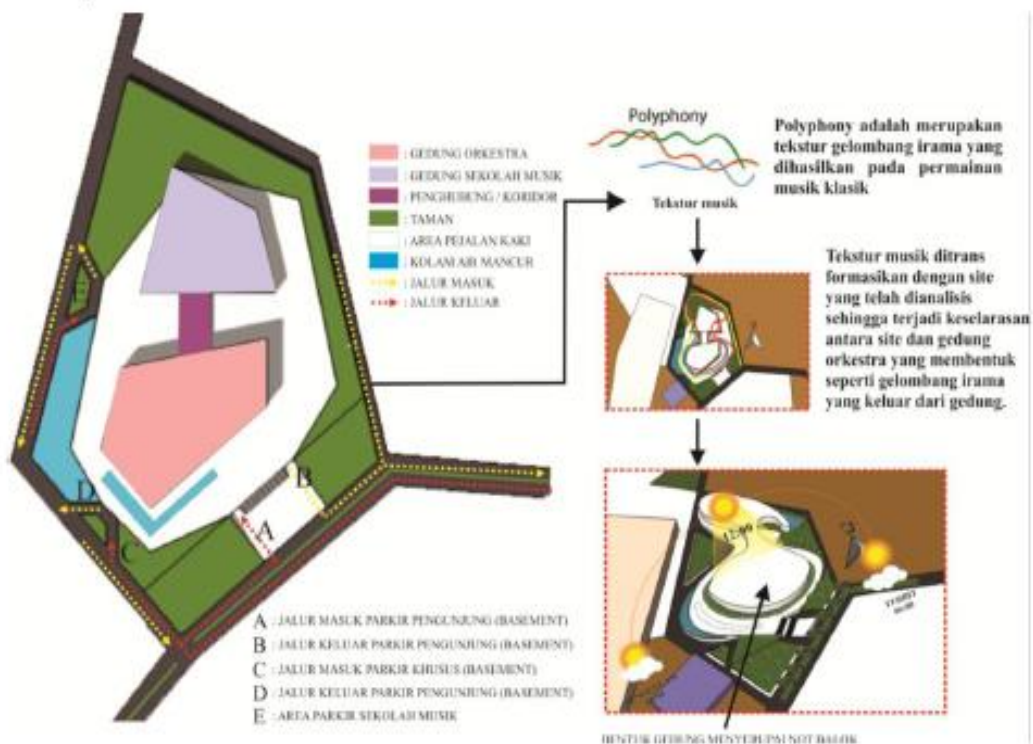 : GEDUNG ORKESTRA
: GEDUNG SEKOLAH MUSIK
: PENGHUBUNG / KORIDOR
: TAMAN
: AREA PEJALAN KAKI
: KOLAM AIR MANCUR
: JALUR MASUK
: JALUR KELUAR
Polyphony
Tekstur musik
Polyphony adalah merupakan
tekstur gelombang irama yang
dihasilkan pada permainan
musik klasik
Tekstur musik ditrans
formasikan dengan site
yang telah dianalisis
sehingga terjadi keselarasan
antara site dan gedung
orkestra yang membentuk
seperti gelombang irama
yang keluar dari gedung.
E
D
C
B
A
A : JALUR MASUK PARKIR PENGUNJUNG (BASEMENT)
B : JALUR KELUAR PARKIR PENGUNJUNG (BASEMENT)
C : JALUR MASUK PARKIR KHUSUS (BASEMENT)
D : JALUR KELUAR PARKIR PENGUNJUNG (BASEMENT)
E : AREA PARKIR SEKOLAH MUSIK
12:00
BENTUK GEDUNG MENYERUPAI NOT BALOK